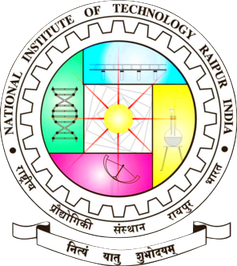 NATIONAL INSTITUTE OF TECHNOLOGY RAIPUR INDIA
राष्ट्रीय प्रौद्योगिकी संस्थान रायपुर भारत
नित्यं यातु शुभोदयम्